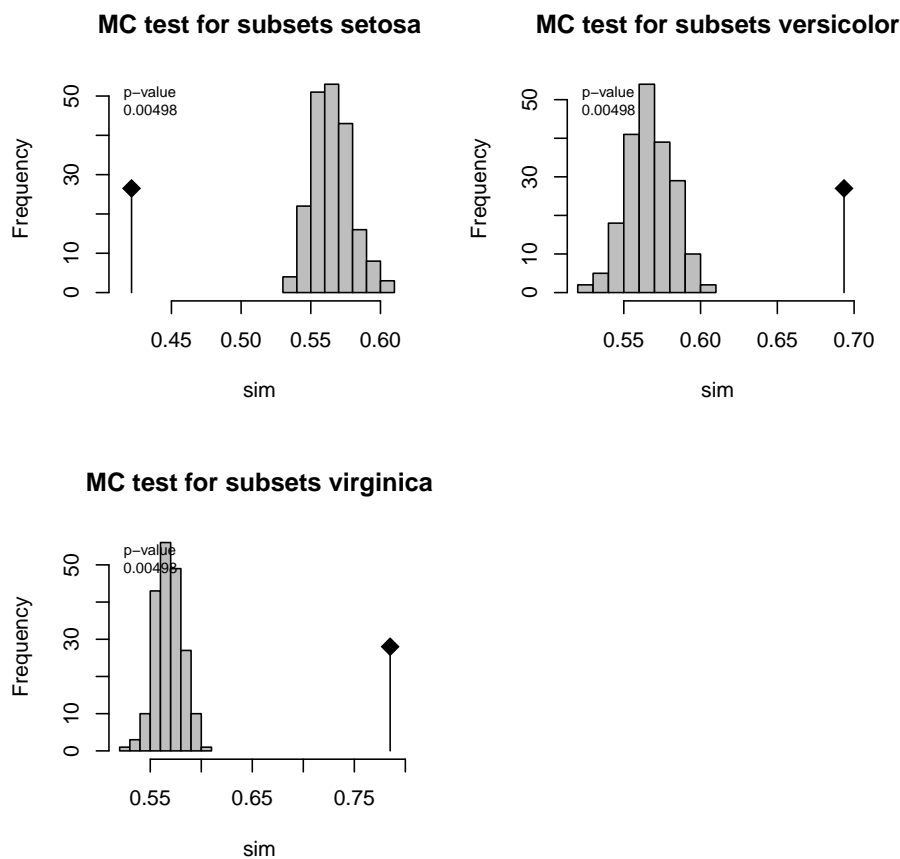 MC test for subsets setosa
p−value
0.00498
Frequency
0 10 30 50
0.45 0.50 0.55 0.60
sim
MC test for subsets versicolor
p−value
0.00498
Frequency
0 10 30 50
0.55 0.60 0.65 0.70
sim
MC test for subsets virginica
p−value
0.00498
Frequency
0 10 30 50
0.55 0.65 0.75
sim